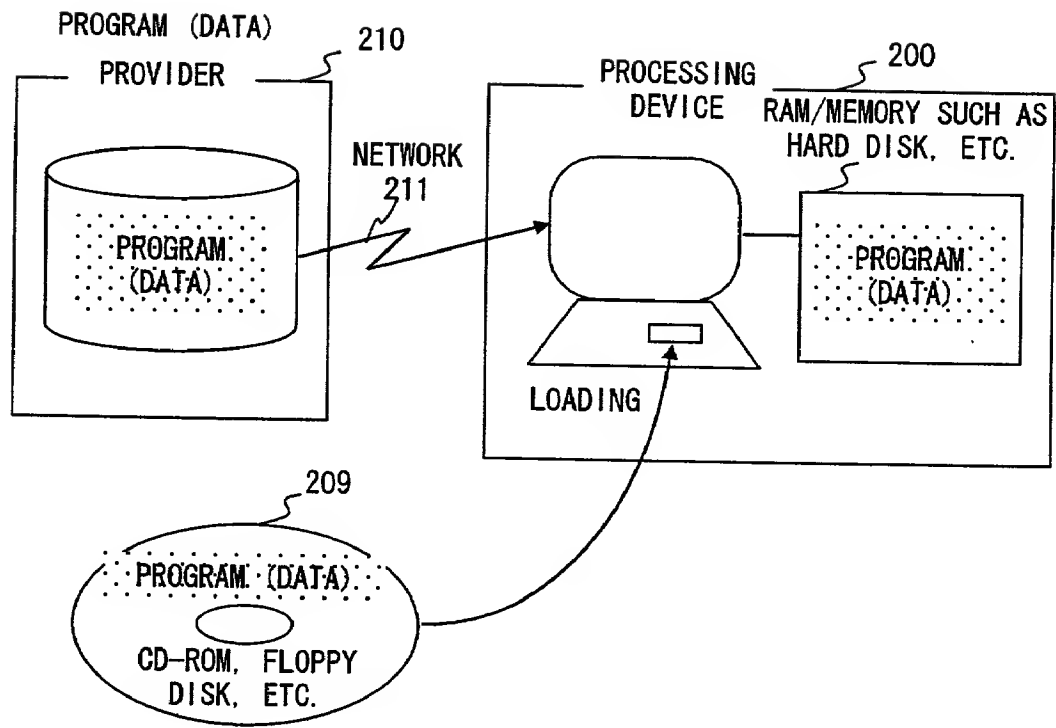 PROGRAM (DATA)
PROVIDER
210
PROGRAM
(DATA)
NETWORK
211
PROCESSING
DEVICE
200
RAM/MEMORY SUCH AS
HARD DISK, ETC.
PROGRAM
(DATA)
LOADING
209
PROGRAM (DATA)
CD-ROM, FLOPPY
DISK, ETC.